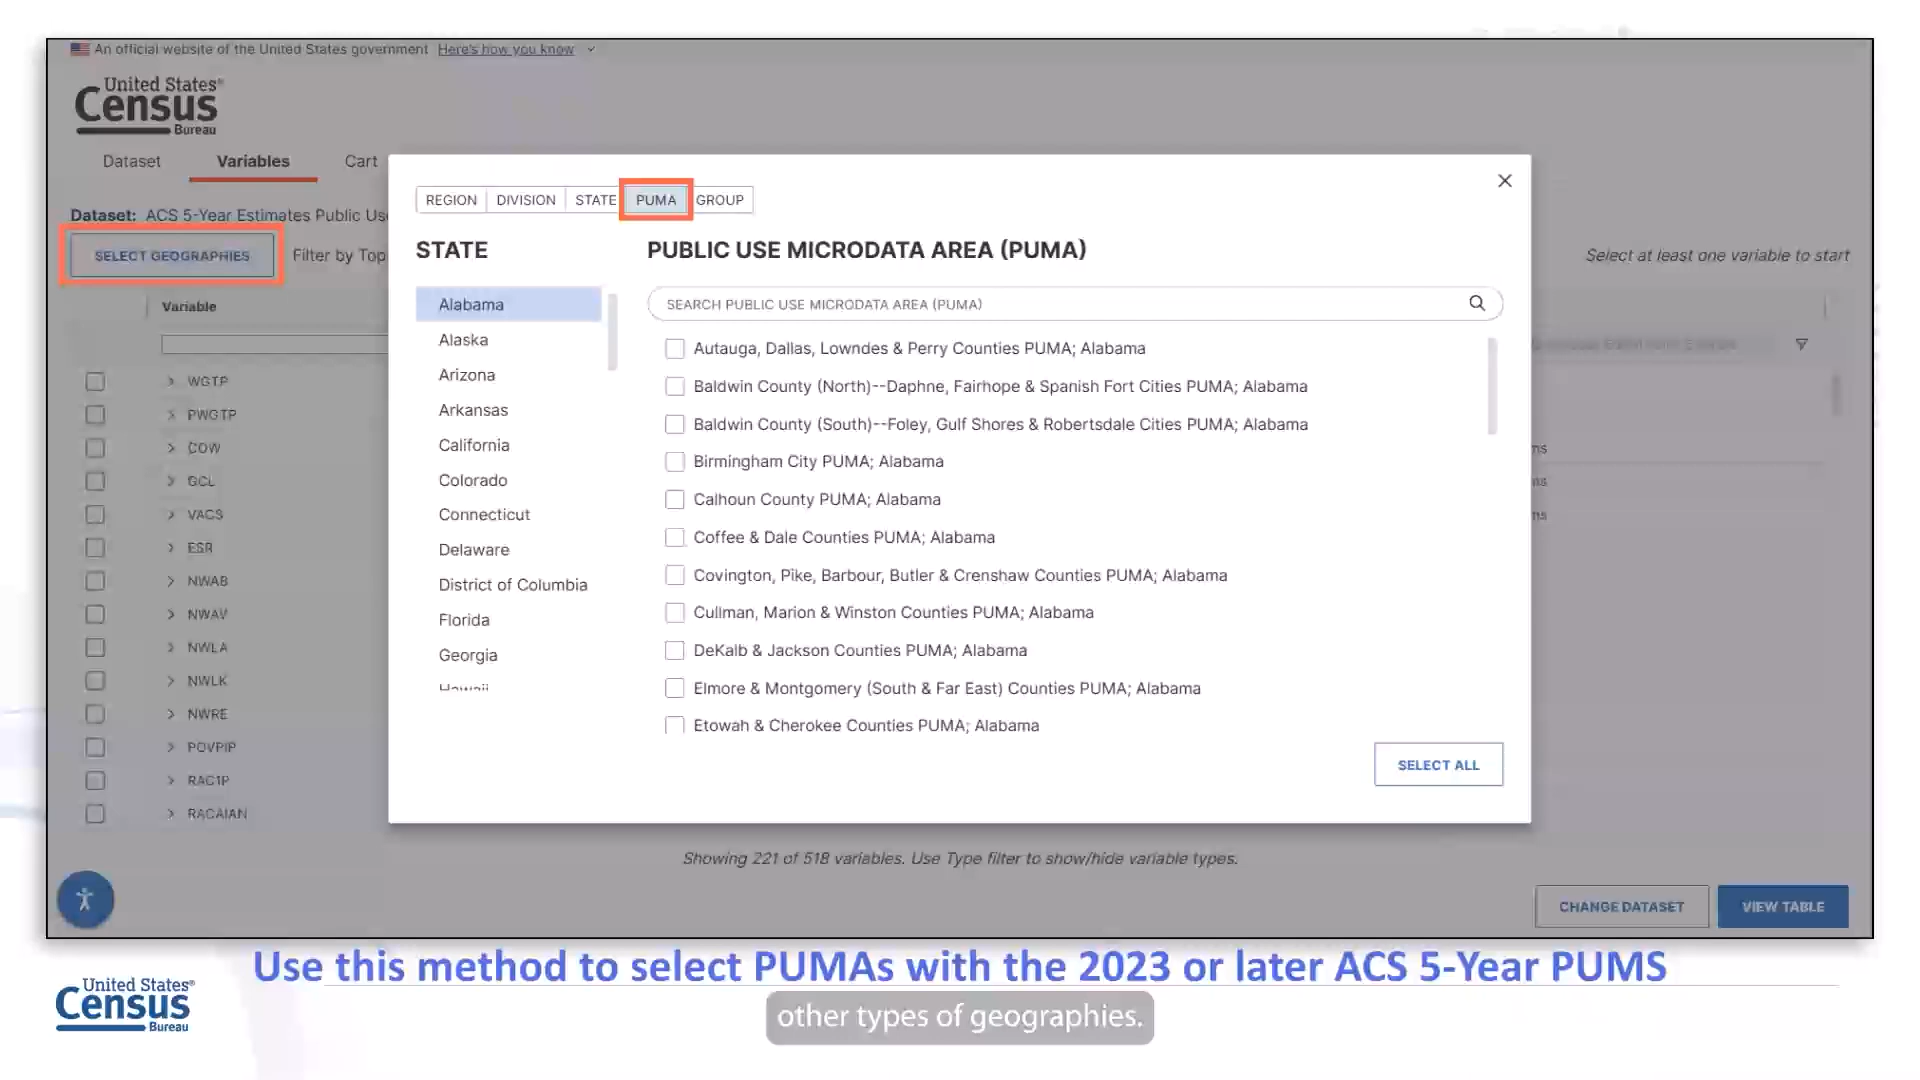 An official website of the United States government Here's how you know
United States®
Census
Bureau
Dataset Variables Cart
Dataset: ACS 5-Year Estimates Public Us
SELECT GEOGRAPHIES Filter by Top
Select at least one variable to start
Variable
WGTP
PWGTP
COW
GCL
VACS
ESR
NWAB
NWAV
NWLA
NWLK
NWRE
POVPIP
RAC1P
RACAIAN
REGION DIVISION STATE PUMA GROUP
STATE
Alabama
Alaska
Arizona
Arkansas
California
Colorado
Connecticut
Delaware
District of Columbia
Florida
Georgia
Hawaii
PUBLIC USE MICRODATA AREA (PUMA)
SEARCH PUBLIC USE MICRODATA AREA (PUMA)
Autauga, Dallas, Lowndes & Perry Counties PUMA; Alabama
Baldwin County (North)--Daphne, Fairhope & Spanish Fort Cities PUMA; Alabama
Baldwin County (South)--Foley, Gulf Shores & Robertsdale Cities PUMA; Alabama
Birmingham City PUMA; Alabama
Calhoun County PUMA; Alabama
Coffee & Dale Counties PUMA; Alabama
Covington, Pike, Barbour, Butler & Crenshaw Counties PUMA; Alabama
Cullman, Marion & Winston Counties PUMA; Alabama
DeKalb & Jackson Counties PUMA; Alabama
Elmore & Montgomery (South & Far East) Counties PUMA; Alabama
Etowah & Cherokee Counties PUMA; Alabama
SELECT ALL
ns
ns
ns
Showing 221 of 518 variables. Use Type filter to show/hide variable types.
CHANGE DATASET VIEW TABLE
Use this method to select PUMAs with the 2023 or later ACS 5-Year PUMS
United States®
Census
Bureau
other types of geographies.